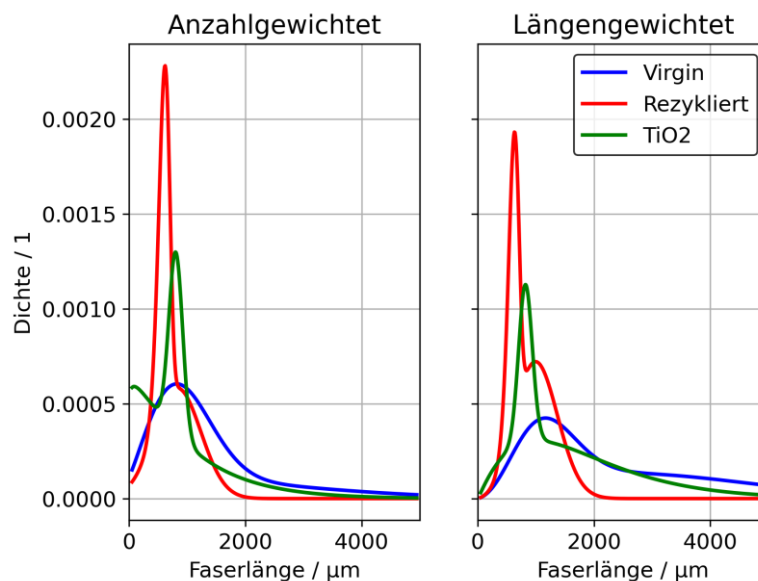 Anzahlgewichtet
Längengewichtet
Dichte / 1
0.0020
0.0015
0.0010
0.0005
0.0000
Virgin
Rezykliert
TiO2
0 2000 4000
0 2000 4000
Faserlänge / µm
Faserlänge / µm